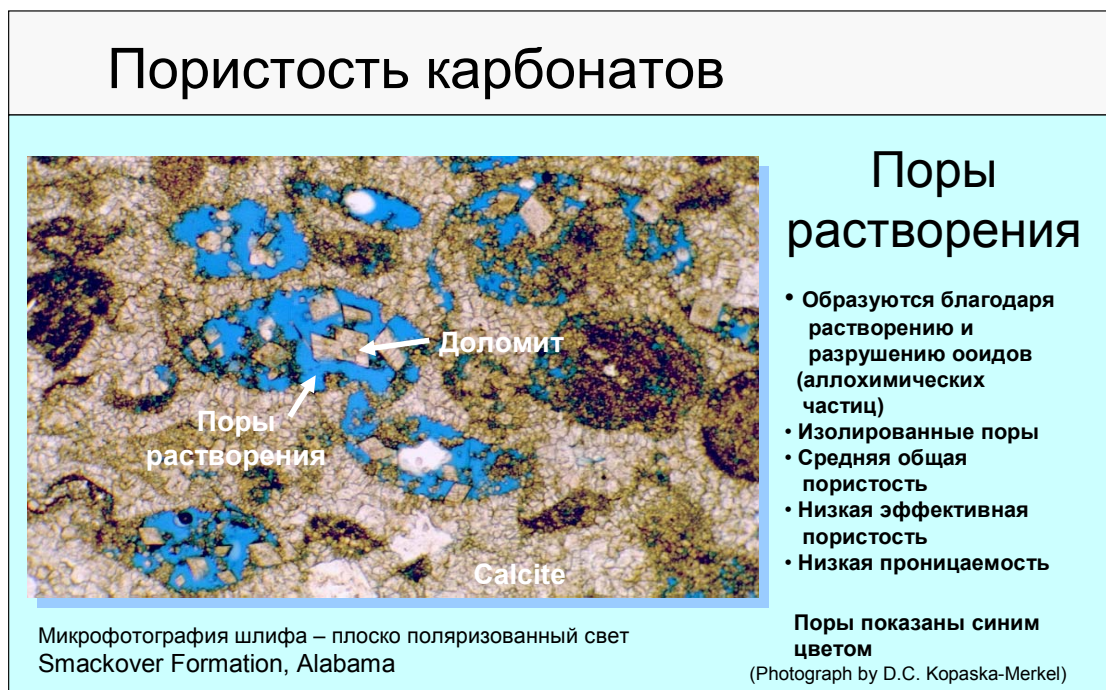 Пористость карбонатов
Доломит
Поры
растворения
Calcite
Микрофотография шлифа – плоско поляризованный свет
Smackover Formation, Alabama
Поры
растворения
• Образуются благодаря
растворению и
разрушению ооидов
(аллохимических
частиц)
• Изолированные поры
• Средняя общая
пористость
• Низкая эффективная
пористость
• Низкая проницаемость
Поры показаны синим
цветом
(Photograph by D.C. Kopaska-Merkel)